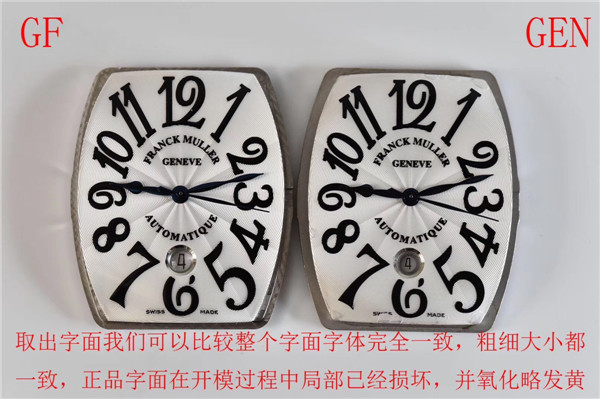 GF GEN
11 12 1 11 12 1
10 FRANCK MULLER 2 10 FRANCK MULLER 2
GENEVE GENEVE
9 3 9 3
8 AUTOMATIQUE 4 8 AUTOMATIQUE 4
4 4
7 6 5 7 6 5
SWISS MADE SWISS MADE
取出字面我们可以比较整个字面字体完全一致，粗细大小都
一致，正品字面在开模过程中局部已经损坏，并氧化略发黄